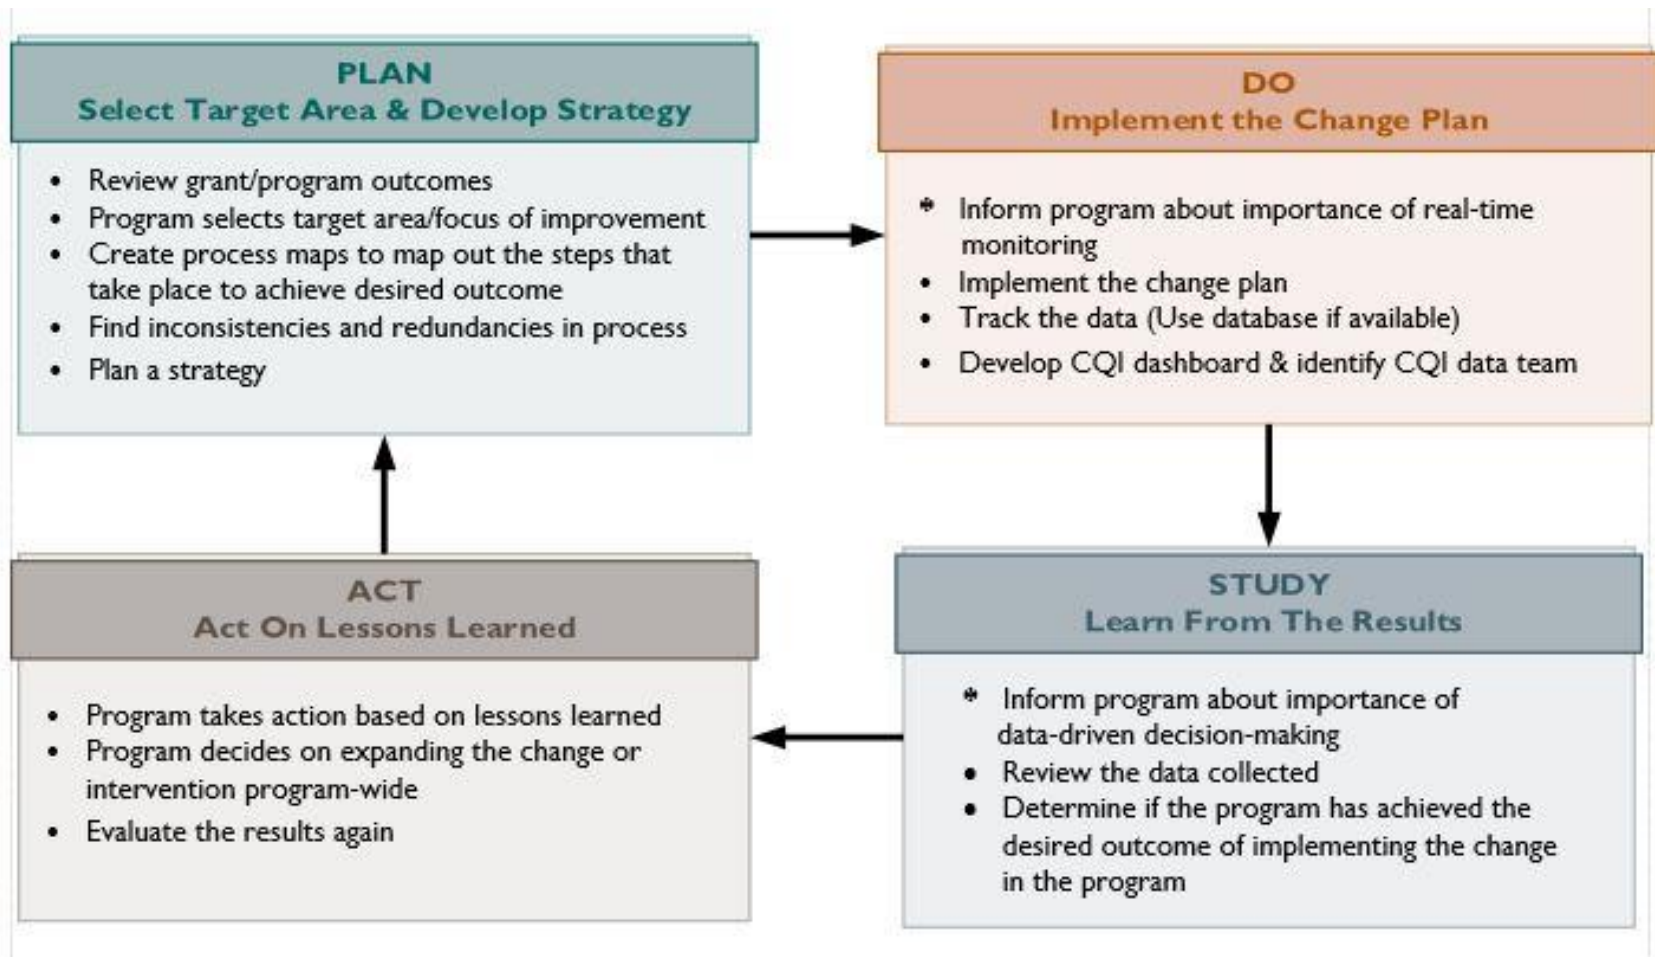 PLAN
Select Target Area & Develop Strategy
• Review grant/program outcomes
• Program selects target area/focus of improvement
• Create process maps to map out the steps that
take place to achieve desired outcome
• Find inconsistencies and redundancies in process
• Plan a strategy
DO
Implement the Change Plan
* Inform program about importance of real-time
monitoring
• Implement the change plan
• Track the data (Use database if available)
• Develop CQI dashboard & identify CQI data team
STUDY
Learn From The Results
* Inform program about importance of
data-driven decision-making
• Review the data collected
• Determine if the program has achieved the
desired outcome of implementing the change
in the program
ACT
Act On Lessons Learned
• Program takes action based on lessons learned
• Program decides on expanding the change or
intervention program-wide
• Evaluate the results again